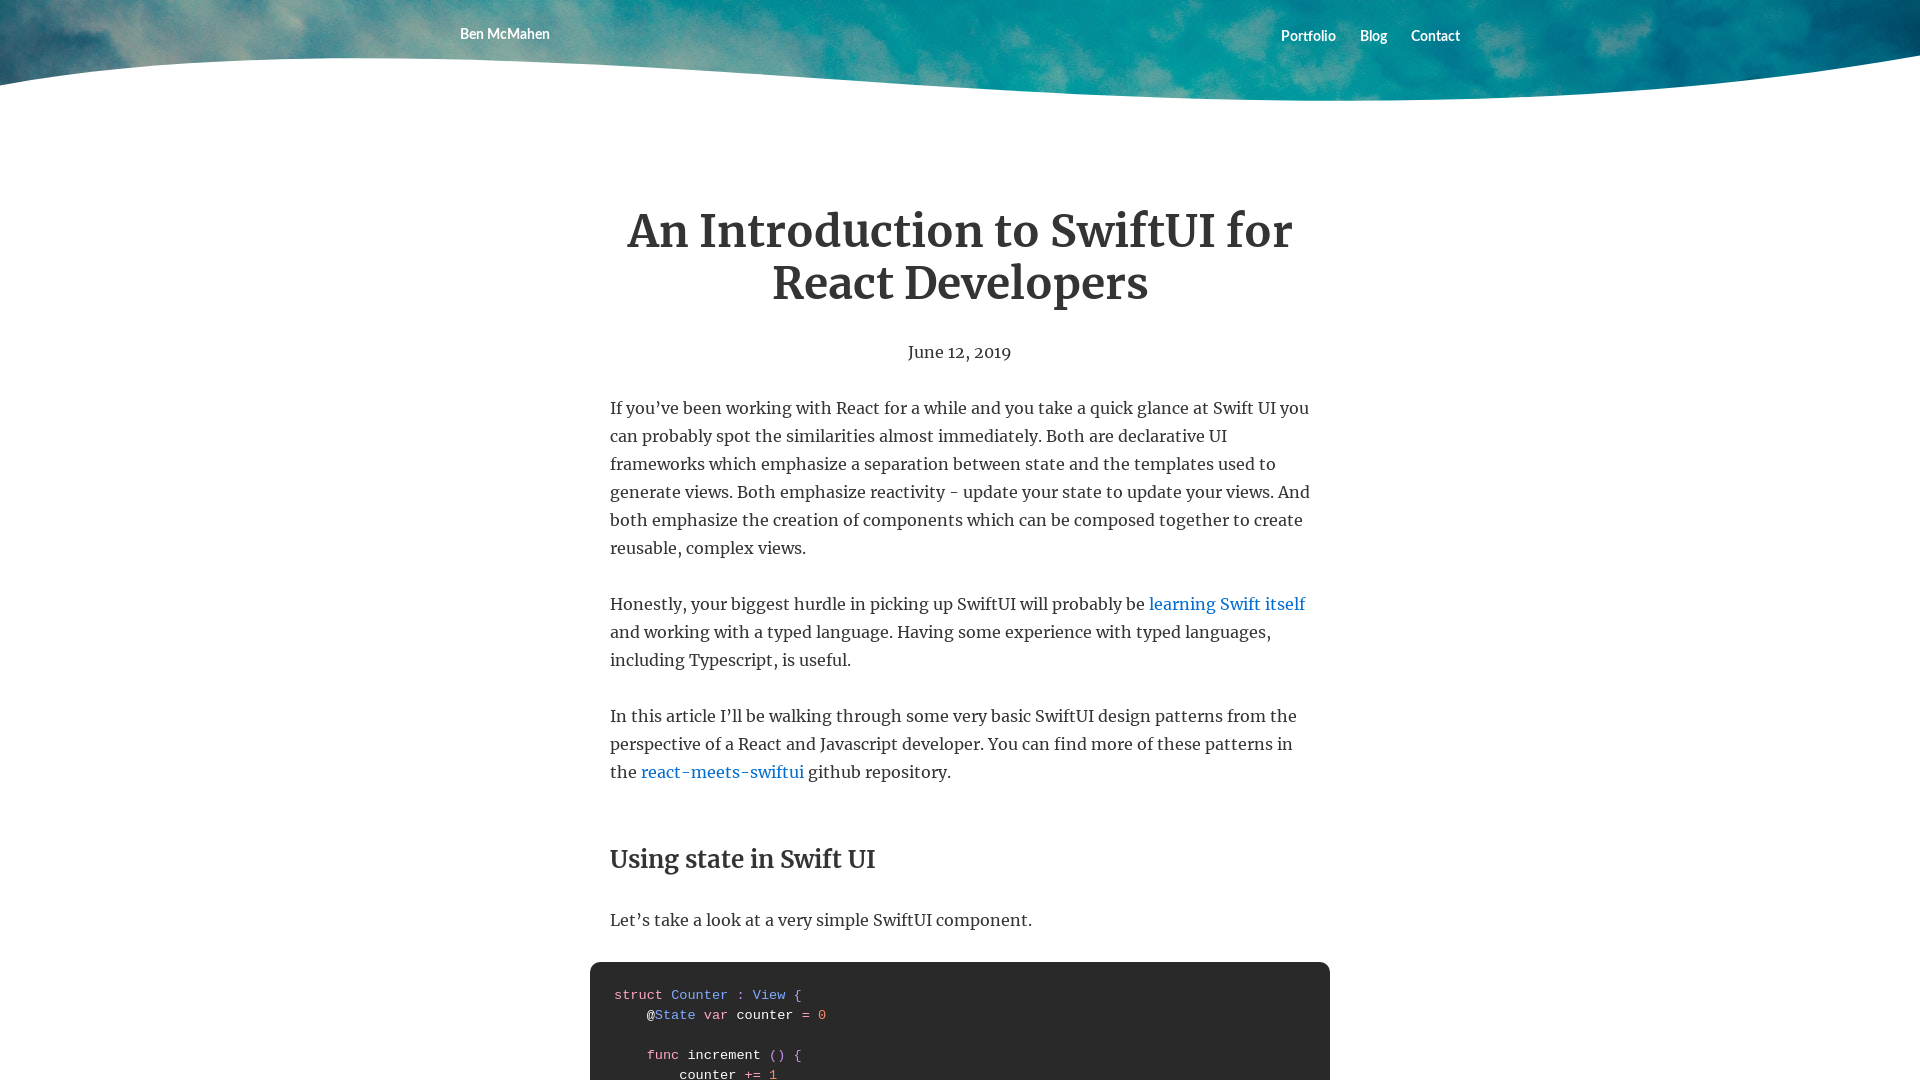 Ben McMahen
Portfolio Blog Contact
An Introduction to SwiftUI for
React Developers
June 12, 2019
If you’ve been working with React for a while and you take a quick glance at Swift UI you
can probably spot the similarities almost immediately. Both are declarative UI
frameworks which emphasize a separation between state and the templates used to
generate views. Both emphasize reactivity - update your state to update your views. And
both emphasize the creation of components which can be composed together to create
reusable, complex views.
Honestly, your biggest hurdle in picking up SwiftUI will probably be learning Swift itself
and working with a typed language. Having some experience with typed languages,
including Typescript, is useful.
In this article I’ll be walking through some very basic SwiftUI design patterns from the
perspective of a React and Javascript developer. You can find more of these patterns in
the react-meets-swiftui github repository.
Using state in Swift UI
Let’s take a look at a very simple SwiftUI component.
struct Counter : View {
    @State var counter = 0
    func increment () {
        counter += 1